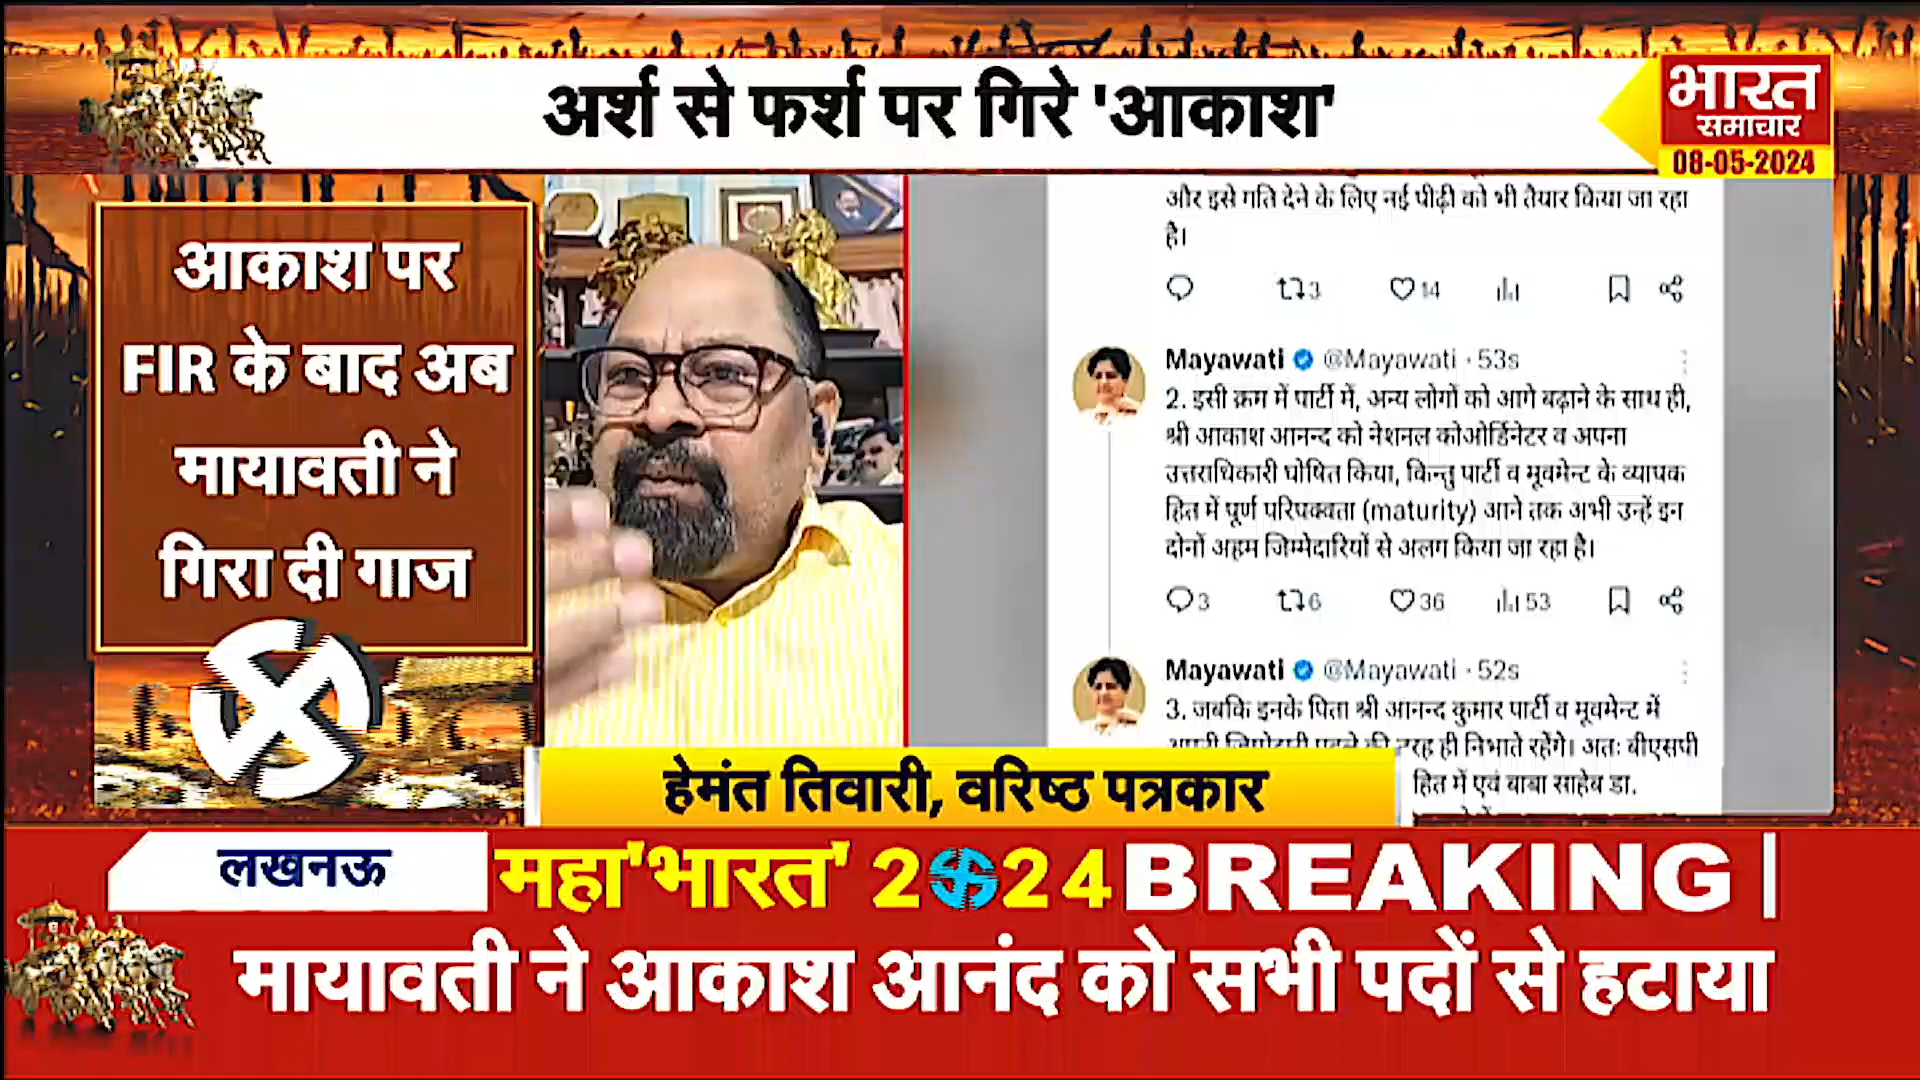 अर्श से फर्श पर गिरे 'आकाश'
भारत
समाचार
08-05-2024
आकाश पर
FIR के बाद अब
मायावती ने
गिरा दी गाज
और इसे गति देने के लिए नई पीढ़ी को भी तैयार किया जा रहा
है।
3 14
Mayawati @Mayawati · 53s
2. इसी क्रम में पार्टी में, अन्य लोगों को आगे बढ़ाने के साथ ही,
श्री आकाश आनन्द को नेशनल कोओर्डिनेटर व अपना
उत्तराधिकारी घोषित किया, किन्तु पार्टी व मूवमेन्ट के व्यापक
हित में पूर्ण परिपक्वता (maturity) आने तक अभी उन्हें इन
दोनों अहम जिम्मेदारियों से अलग किया जा रहा है।
3 6 36 53
Mayawati @Mayawati · 52s
3. जबकि इनके पिता श्री आनन्द कुमार पार्टी व मूवमेन्ट में
ही निभाते रहेंगे। अतः बीएसपी
हित में एवं बाबा साहेब डा.
हेमंत तिवारी, वरिष्ठ पत्रकार
लखनऊ
महा'भारत' 2024 BREAKING |
मायावती ने आकाश आनंद को सभी पदों से हटाया